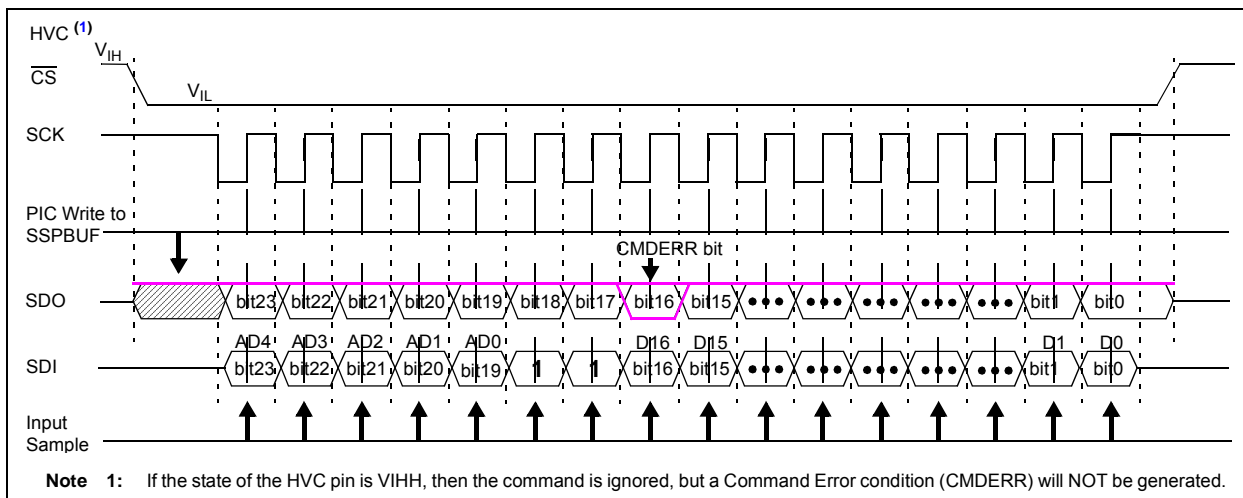 HVC (1)
VIH
CS
VIL
SCK
PIC Write to
SSPBUF
CMDERR bit
SDO bit23 bit22 bit21 bit20 bit19 bit18 bit17 bit16 bit15 ••• ••• ••• ••• ••• bit1 bit0
AD4 AD3 AD2 AD1 AD0 D16 D15 D1 D0
SDI bit23 bit22 bit21 bit20 bit19 1 1 bit16 bit15 ••• ••• ••• ••• ••• bit1 bit0
Input
Sample
Note 1: If the state of the HVC pin is VIHH, then the command is ignored, but a Command Error condition (CMDERR) will NOT be generated.